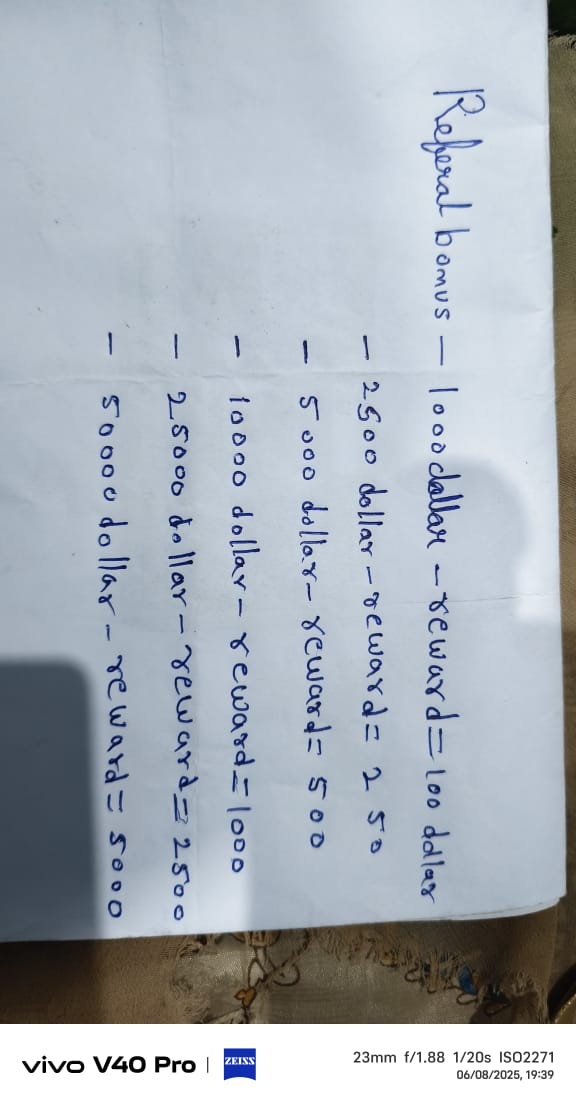 Referal bonus — 1000 dollar - reward = 100 dollar
- 2500 dollar - reward = 250
- 5000 dollar - reward = 500
- 10000 dollar - reward = 1000
- 25000 dollar - reward = 2500
- 50000 dollar - reward = 5000
vivo V40 Pro | ZEISS
23mm f/1.88 1/20s ISO2271
06/08/2025, 19:39